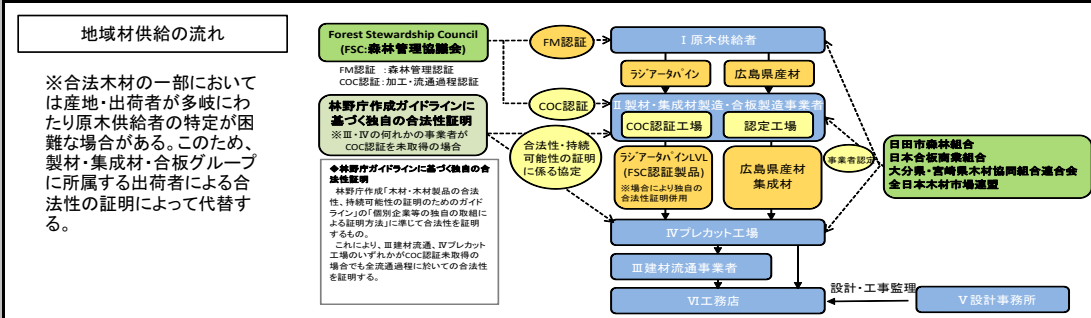 地域材供給の流れ
※合法木材の一部において
は産地・出荷者が多岐にわ
たり原木供給者の特定が困
難な場合がある。このため、
製材・集成材・合板グループ
に所属する出荷者による合
法性の証明によって代替す
る。
Forest Stewardship Council
(FSC:森林管理協議会)
FM認証 :森林管理認証
COC認証:加工・流通過程認証
林野庁作成ガイドラインに
基づく独自の合法性証明
※Ⅲ・Ⅳの何れかの事業者が
COC認証を未取得の場合
◆林野庁ガイドラインに基づく独自の合
法性証明
林野庁作成「木材・木材製品の合法
性、持続可能性の証明のためのガイド
ライン」の「個別企業等の独自の取組に
よる証明方法」に準じて合法性を証明
するもの。
これにより、Ⅲ建材流通、Ⅳプレカット
工場のいずれかがCOC認証未取得の
場合でも全流通過程に於いての合法性
を証明する。
FM認証
COC認証
合法性・持続
可能性の証明
に係る協定
Ⅰ原木供給者
ラジアータパイン
広島県産材
Ⅱ製材・集成材製造・合板製造事業者
COC認証工場
認定工場
ラジアータパインLVL
(FSC認証製品)
※場合により独自の
合法性証明併用
広島県産材
集成材
事業者認定
日田市森林組合
日本合板商業組合
大分県・宮崎県木材協同組合連合会
全日本木材市場連盟
Ⅳプレカット工場
Ⅲ建材流通事業者
Ⅵ工務店
設計・工事監理
Ⅴ設計事務所